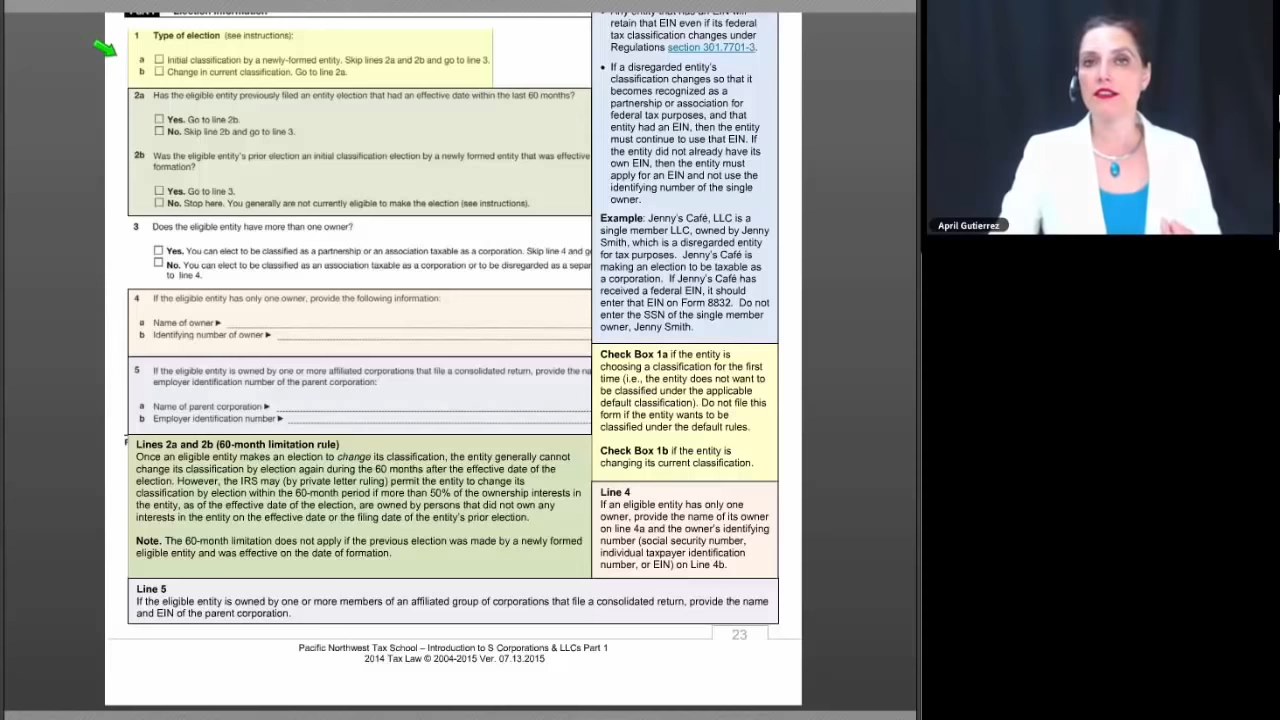 1 Type of election (see instructions):
a Initial classification by a newly-formed entity. Skip lines 2a and 2b and go to line 3.
b Change in current classification. Go to line 2a.
2a Has the eligible entity previously filed an entity election that had an effective date within the last 60 months?
Yes. Go to line 2b.
No. Skip line 2b and go to line 3.
2b Was the eligible entity's prior election an initial classification election by a newly formed entity that was effective
formation?
Yes. Go to line 3.
No. Stop here. You generally are not currently eligible to make the election (see instructions).
3 Does the eligible entity have more than one owner?
Yes. You can elect to be classified as a partnership or an association taxable as a corporation. Skip line 4 and
No. You can elect to be classified as an association taxable as a corporation or to be disregarded as a
to line 4.
4 If the eligible entity has only one owner, provide the following information:
a Name of owner ►
b Identifying number of owner ►
5 If the eligible entity is owned by one or more affiliated corporations that file a consolidated return, provide the
employer identification number of the parent corporation:
a Name of parent corporation ►
b Employer identification number ►
Lines 2a and 2b (60-month limitation rule)
Once an eligible entity makes an election to change its classification, the entity generally cannot
change its classification by election again during the 60 months after the effective date of the
election. However, the IRS may (by private letter ruling) permit the entity to change its
classification by election within the 60-month period if more than 50% of the ownership interests in
the entity, as of the effective date of the election, are owned by persons that did not own any
interests in the entity on the effective date or the filing date of the entity's prior election.
Note. The 60-month limitation does not apply if the previous election was made by a newly formed
eligible entity and was effective on the date of formation.
retain that EIN even if its federal
tax classification changes under
Regulations section 301.7701-3.
• If a disregarded entity's
classification changes so that it
becomes recognized as a
partnership or association for
federal tax purposes, and that
entity had an EIN, then the entity
must continue to use that EIN. If
the entity did not already have its
own EIN, then the entity must
apply for an EIN and not use the
identifying number of the single
owner.
Example: Jenny's Café, LLC is a
single member LLC, owned by Jenny
Smith, which is a disregarded entity
for tax purposes. Jenny's Café is
making an election to be taxable as
a corporation. If Jenny's Café has
received a federal EIN, it should
enter that EIN on Form 8832. Do not
enter the SSN of the single member
owner, Jenny Smith.
Check Box 1a if the entity is
choosing a classification for the first
time (i.e., the entity does not want to
be classified under the applicable
default classification). Do not file this
form if the entity wants to be
classified under the default rules.
Check Box 1b if the entity is
changing its current classification.
Line 4
If an eligible entity has only one
owner, provide the name of its owner
on line 4a and the owner's identifying
number (social security number,
individual taxpayer identification
number, or EIN) on Line 4b.
Line 5
If the eligible entity is owned by one or more members of an affiliated group of corporations that file a consolidated return, provide the name
and EIN of the parent corporation.
23
Pacific Northwest Tax School – Introduction to S Corporations & LLCs Part 1
2014 Tax Law © 2004-2015 Ver. 07.13.2015
April Gutierrez